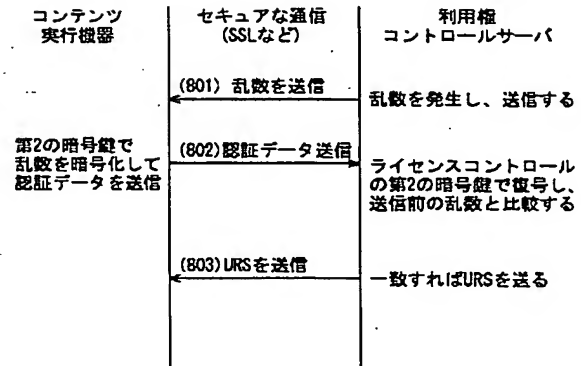 コンテンツ
実行機器
セキュアな通信
(SSLなど)
利用権
コントロールサーバ
(801) 乱数を送信
乱数を発生し、送信する
第2の暗号鍵で
乱数を暗号化して
認証データを送信
(802)認証データ送信
ライセンスコントロール
の第2の暗号鍵で復号し、
送信前の乱数と比較する
(803)URSを送信
一致すればURSを送る